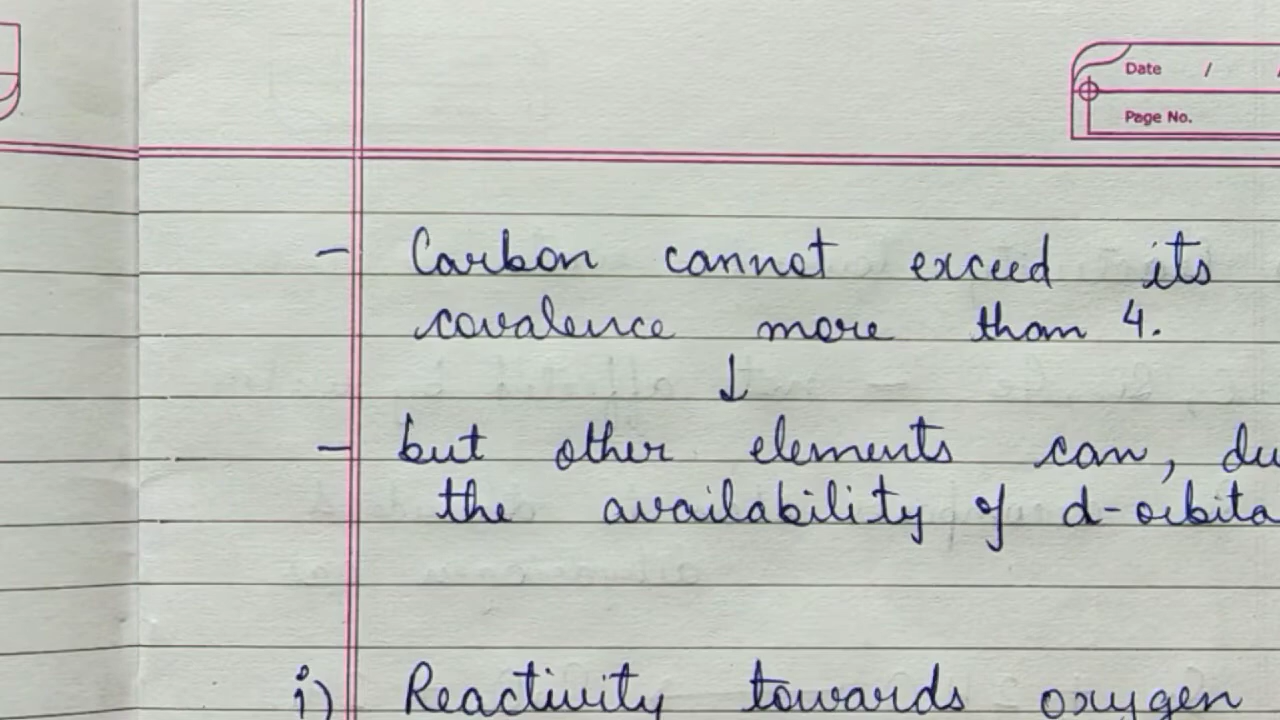 Date / /
Page No.
- Carbon cannot exceed its
covalence more than 4.
↓
- but other elements can, du
the availability of d-orbita
i) Reactivity towards oxygen